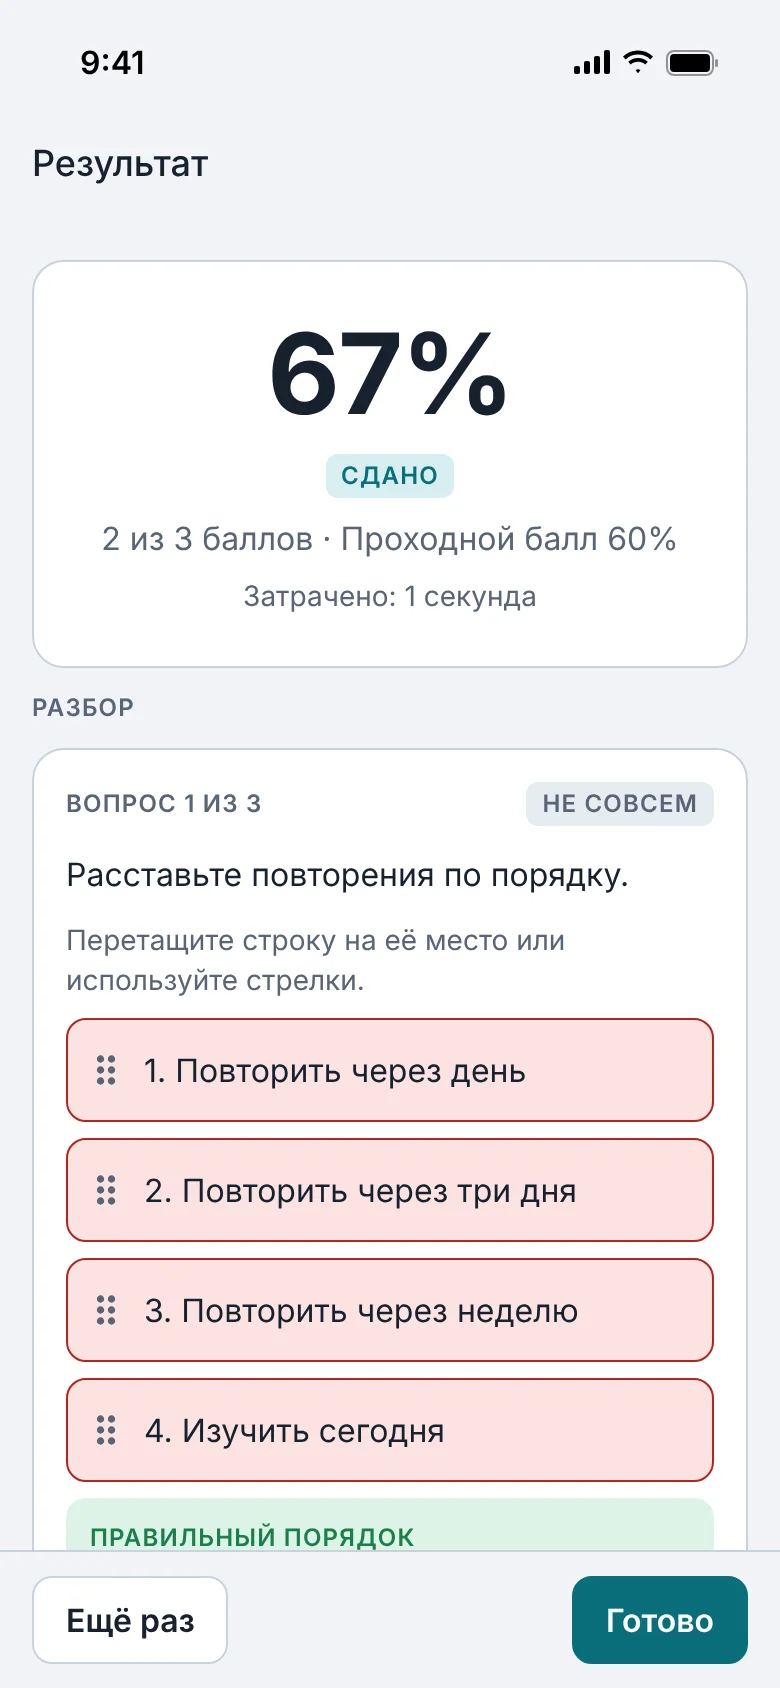 9:41
Результат
67%
СДАНО
2 из 3 баллов · Проходной балл 60%
Затрачено: 1 секунда
РАЗБОР
ВОПРОС 1 ИЗ 3
НЕ СОВСЕМ
Расставьте повторения по порядку.
Перетащите строку на её место или
используйте стрелки.
1. Повторить через день
2. Повторить через три дня
3. Повторить через неделю
4. Изучить сегодня
ПРАВИЛЬНЫЙ ПОРЯДОК
Ещё раз
Готово